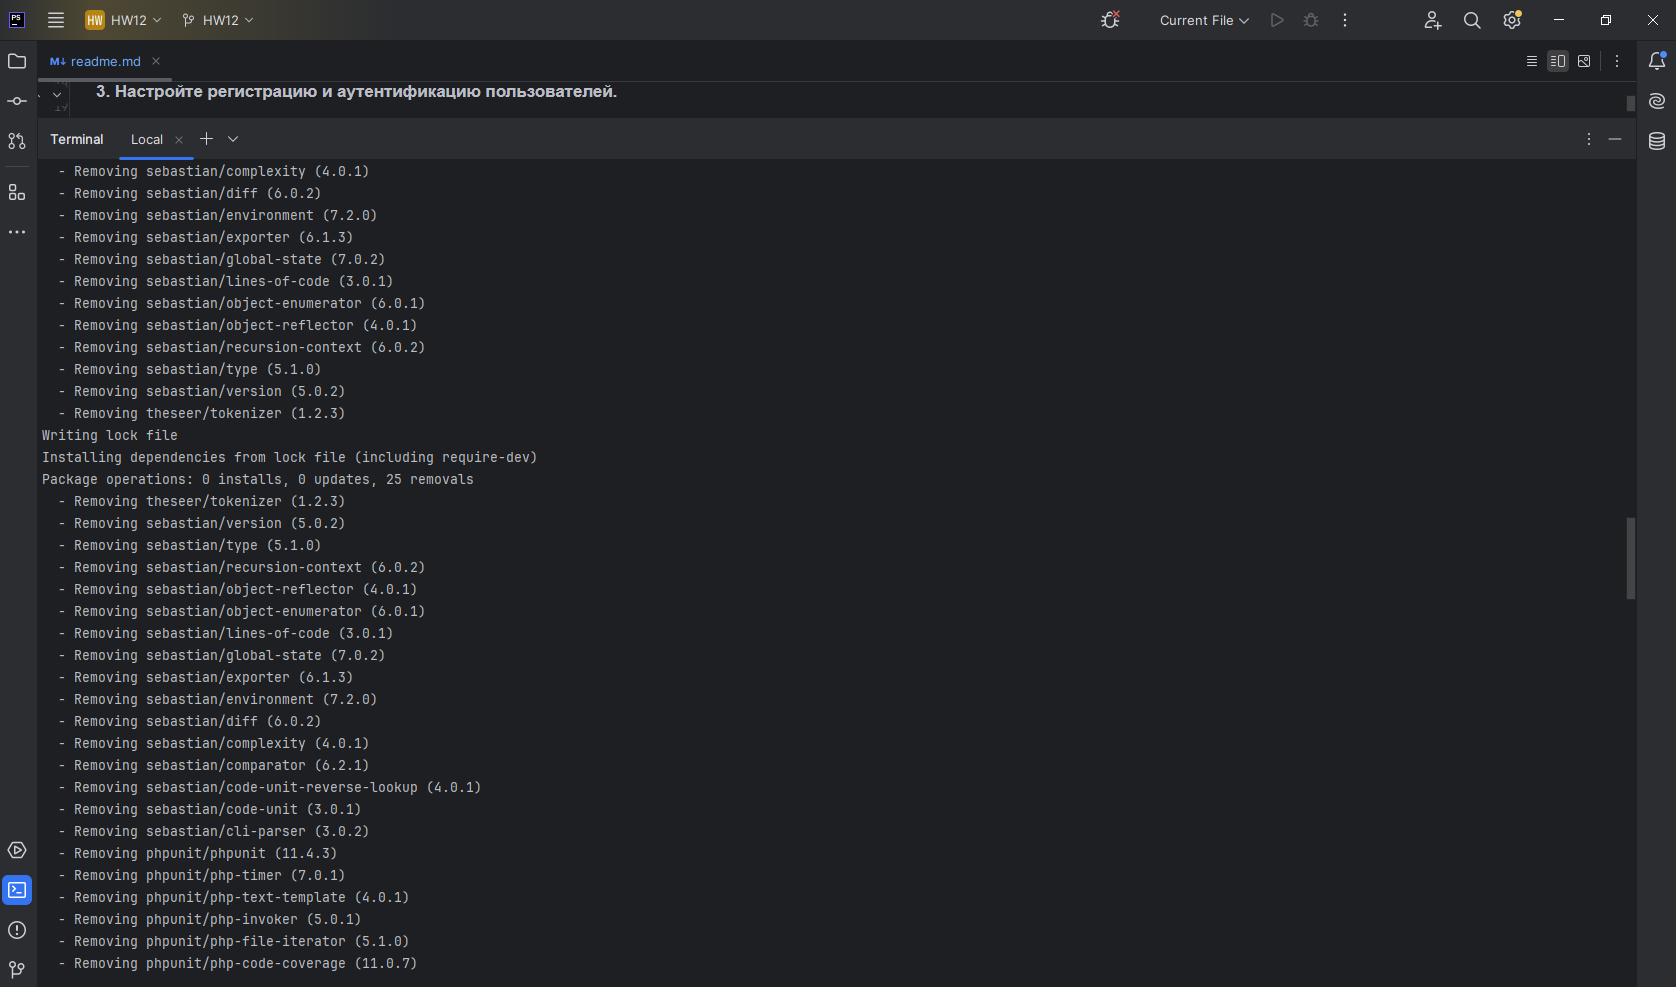 PS HW HW12 HW12 Current File
M↓ readme.md
3. Настройте регистрацию и аутентификацию пользователей.
19
Terminal Local
- Removing sebastian/complexity (4.0.1)
- Removing sebastian/diff (6.0.2)
- Removing sebastian/environment (7.2.0)
- Removing sebastian/exporter (6.1.3)
- Removing sebastian/global-state (7.0.2)
- Removing sebastian/lines-of-code (3.0.1)
- Removing sebastian/object-enumerator (6.0.1)
- Removing sebastian/object-reflector (4.0.1)
- Removing sebastian/recursion-context (6.0.2)
- Removing sebastian/type (5.1.0)
- Removing sebastian/version (5.0.2)
- Removing theseer/tokenizer (1.2.3)
Writing lock file
Installing dependencies from lock file (including require-dev)
Package operations: 0 installs, 0 updates, 25 removals
- Removing theseer/tokenizer (1.2.3)
- Removing sebastian/version (5.0.2)
- Removing sebastian/type (5.1.0)
- Removing sebastian/recursion-context (6.0.2)
- Removing sebastian/object-reflector (4.0.1)
- Removing sebastian/object-enumerator (6.0.1)
- Removing sebastian/lines-of-code (3.0.1)
- Removing sebastian/global-state (7.0.2)
- Removing sebastian/exporter (6.1.3)
- Removing sebastian/environment (7.2.0)
- Removing sebastian/diff (6.0.2)
- Removing sebastian/complexity (4.0.1)
- Removing sebastian/comparator (6.2.1)
- Removing sebastian/code-unit-reverse-lookup (4.0.1)
- Removing sebastian/code-unit (3.0.1)
- Removing sebastian/cli-parser (3.0.2)
- Removing phpunit/phpunit (11.4.3)
- Removing phpunit/php-timer (7.0.1)
- Removing phpunit/php-text-template (4.0.1)
- Removing phpunit/php-invoker (5.0.1)
- Removing phpunit/php-file-iterator (5.1.0)
- Removing phpunit/php-code-coverage (11.0.7)